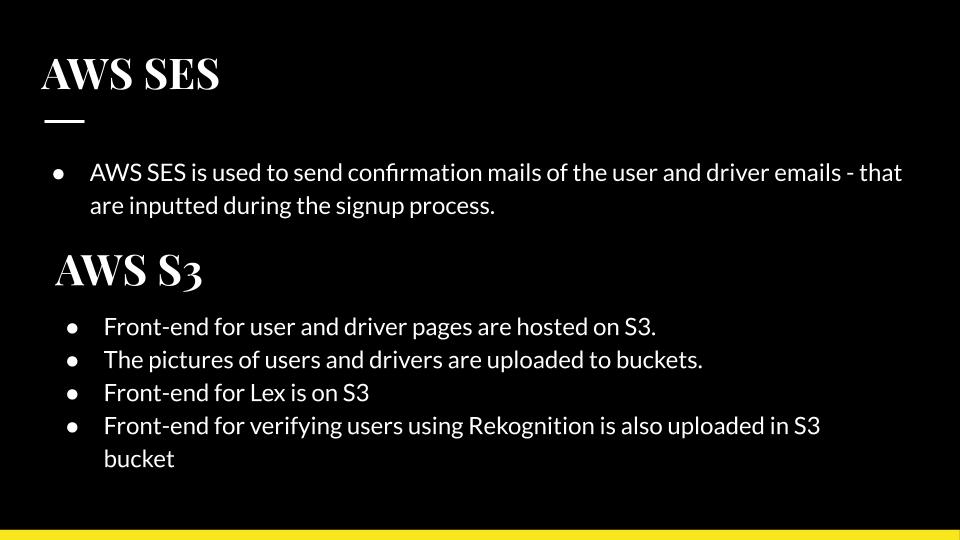 AWS SES
● AWS SES is used to send confirmation mails of the user and driver emails - that
are inputted during the signup process.
AWS S3
● Front-end for user and driver pages are hosted on S3.
● The pictures of users and drivers are uploaded to buckets.
● Front-end for Lex is on S3
● Front-end for verifying users using Rekognition is also uploaded in S3
bucket